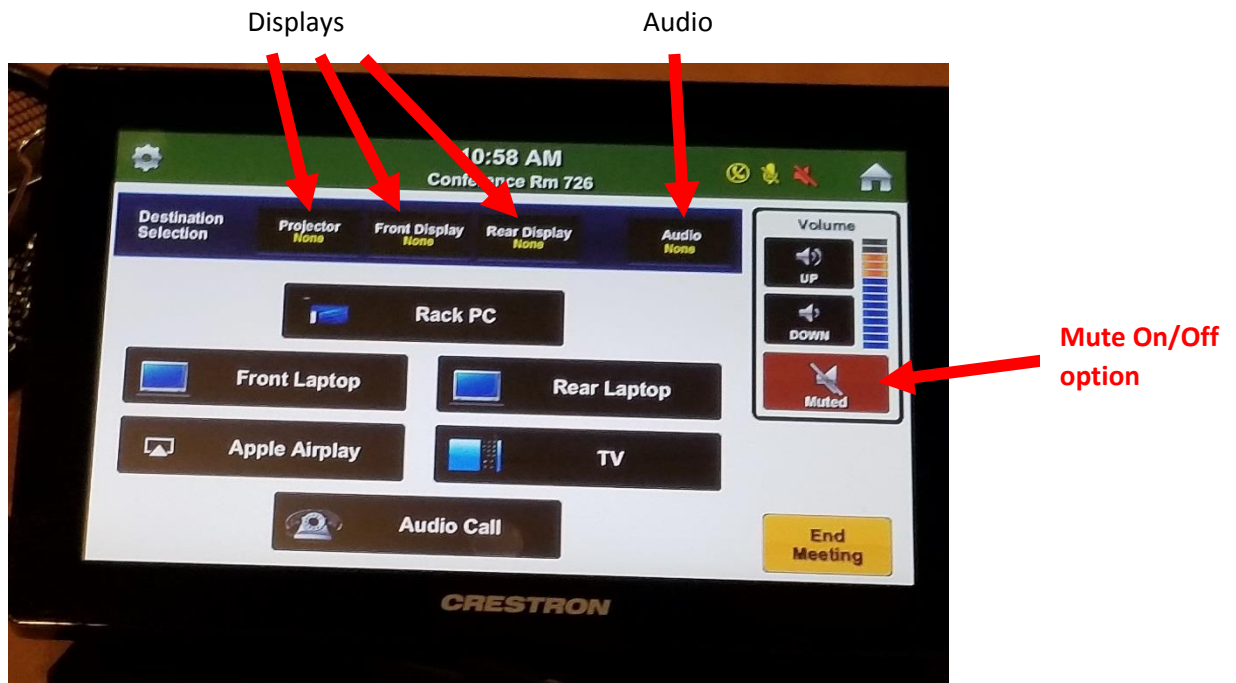 Displays
Audio
10:58 AM
Conference Rm 726
Destination
Selection
Projector
None
Front Display
None
Rear Display
None
Audio
None
Volume
UP
DOWN
Muted
Rack PC
Front Laptop
Rear Laptop
Apple Airplay
TV
Audio Call
End
Meeting
CRESTRON
Mute On/Off
option